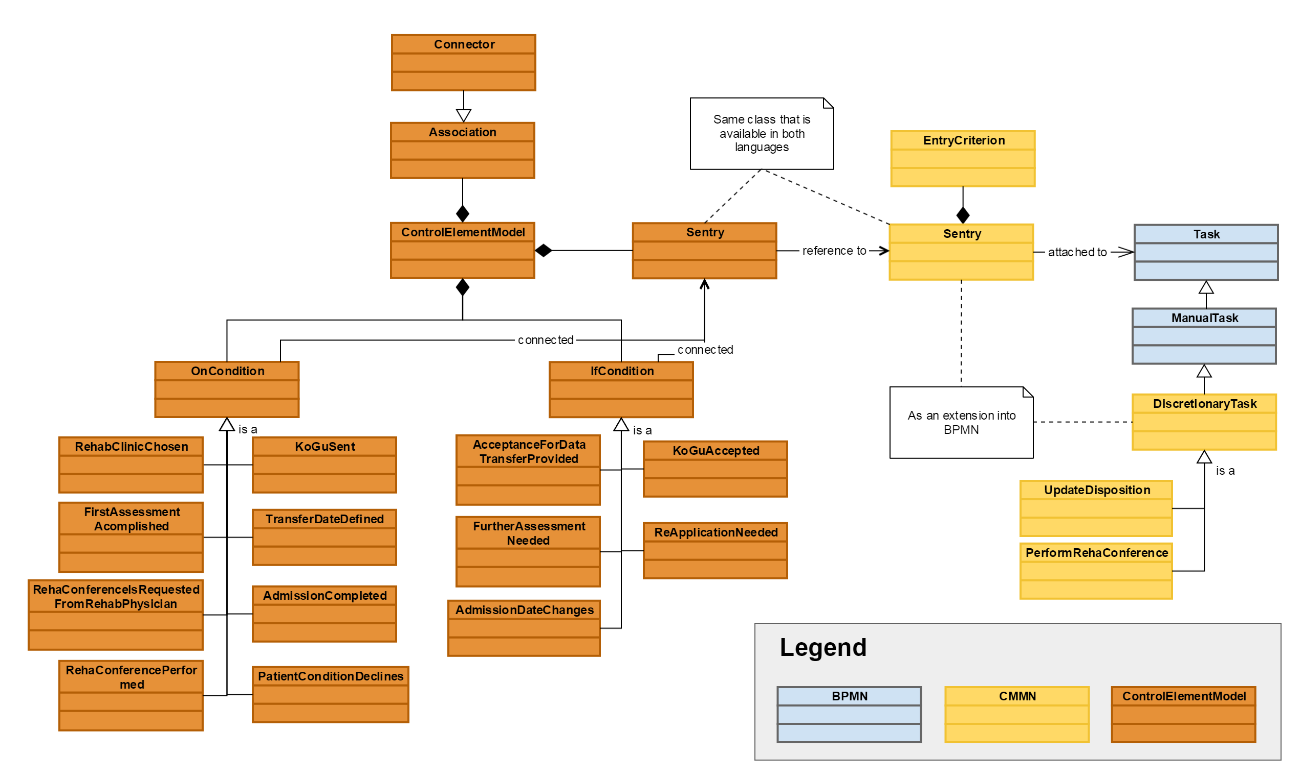 Connector
Association
Same class that is
available in both
languages
EntryCriterion
ControlElementModel
Sentry
reference to
Sentry
attached to
Task
ManualTask
connected
connected
OnCondition
IfCondition
DIscretionaryTask
As an extension into
BPMN
is a
is a
is a
RehabClinicChosen
KoGuSent
AcceptanceForData
TransferProvided
KoGuAccepted
UpdateDisposition
FirstAssessment
Acomplished
TransferDateDefined
FurtherAssessment
Needed
ReApplicationNeeded
PerformRehaConference
RehaConferenceIsRequested
FromRehabPhysician
AdmissionCompleted
AdmissionDateChanges
RehaConferencePerfor
med
PatientConditionDeclines
Legend
BPMN
CMMN
ControlElementModel